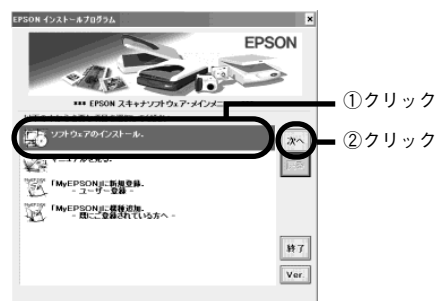 EPSON インストールプログラム
EPSON
*** EPSON スキャナソフトウェア・メインメニ
①クリック
ソフトウェアのインストール。
次へ
②クリック
マニュアルを見る。
戻る
「MyEPSON」に新規登録。
- ユーザー登録 -
「MyEPSON」に機種追加。
- 既にご登録されている方へ -
終了
Ver.